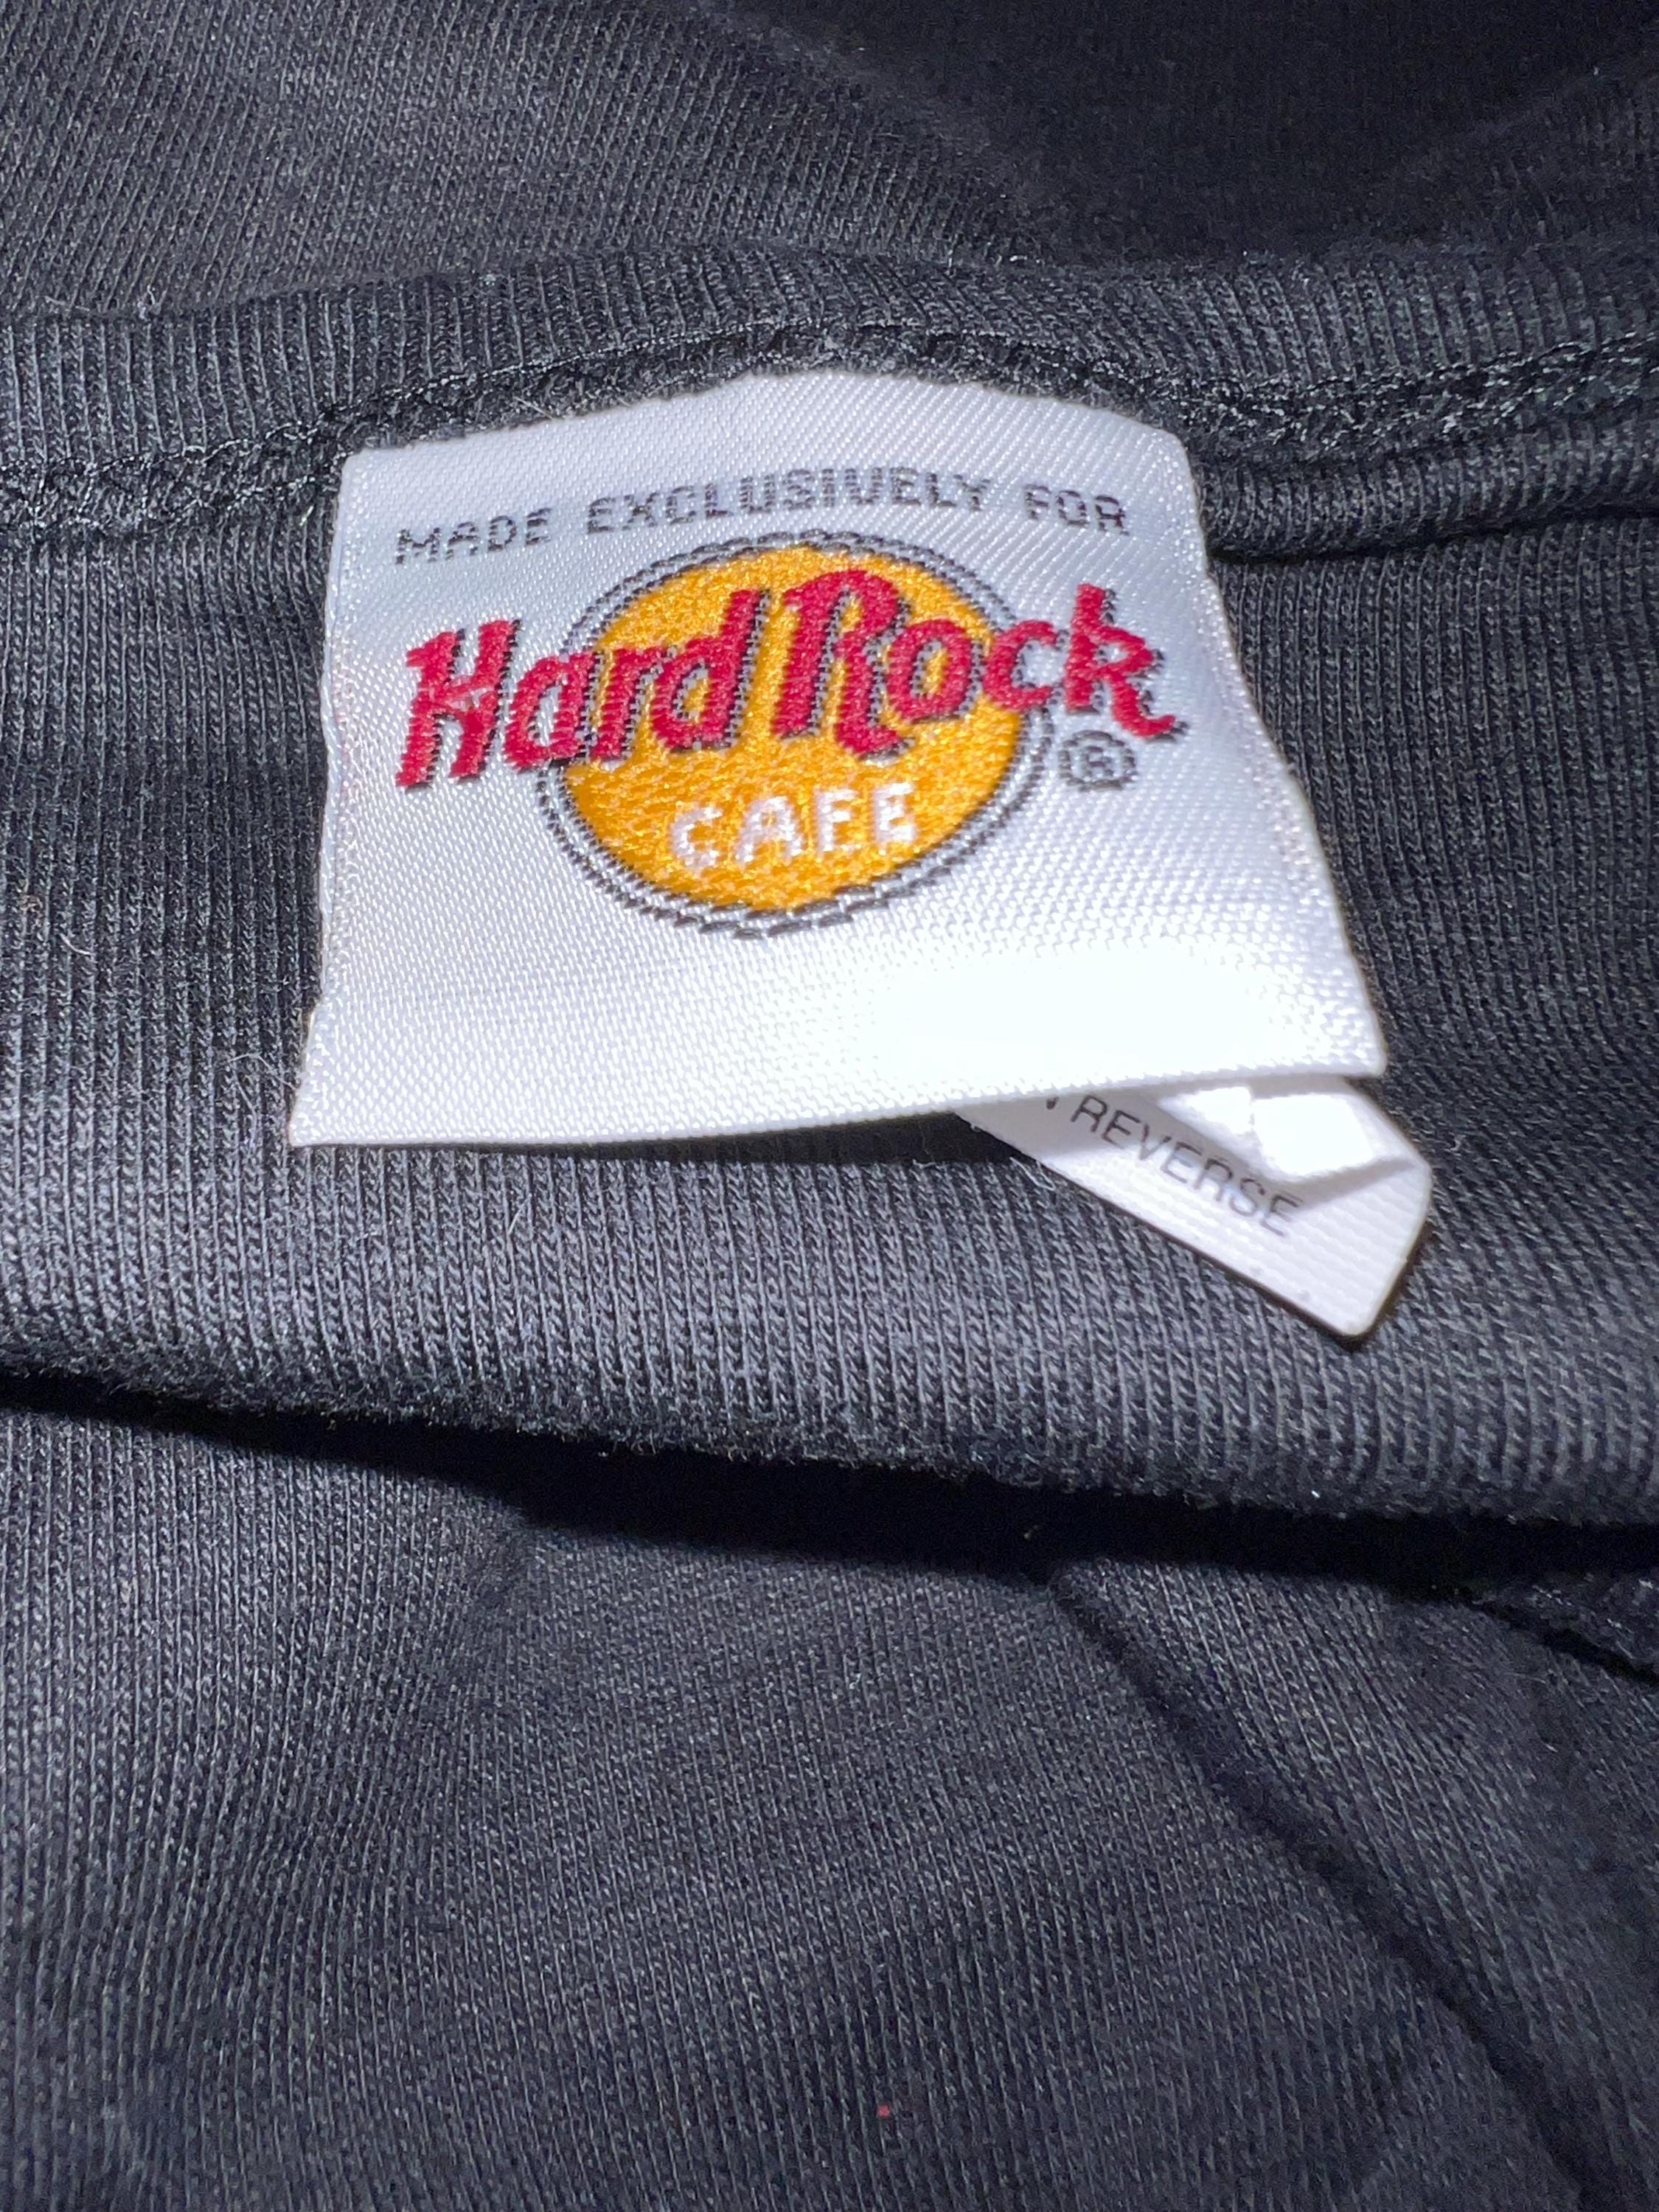 MADE EXCLUSIVELY FOR
Hard Rock
CAFE
®
REVERSE